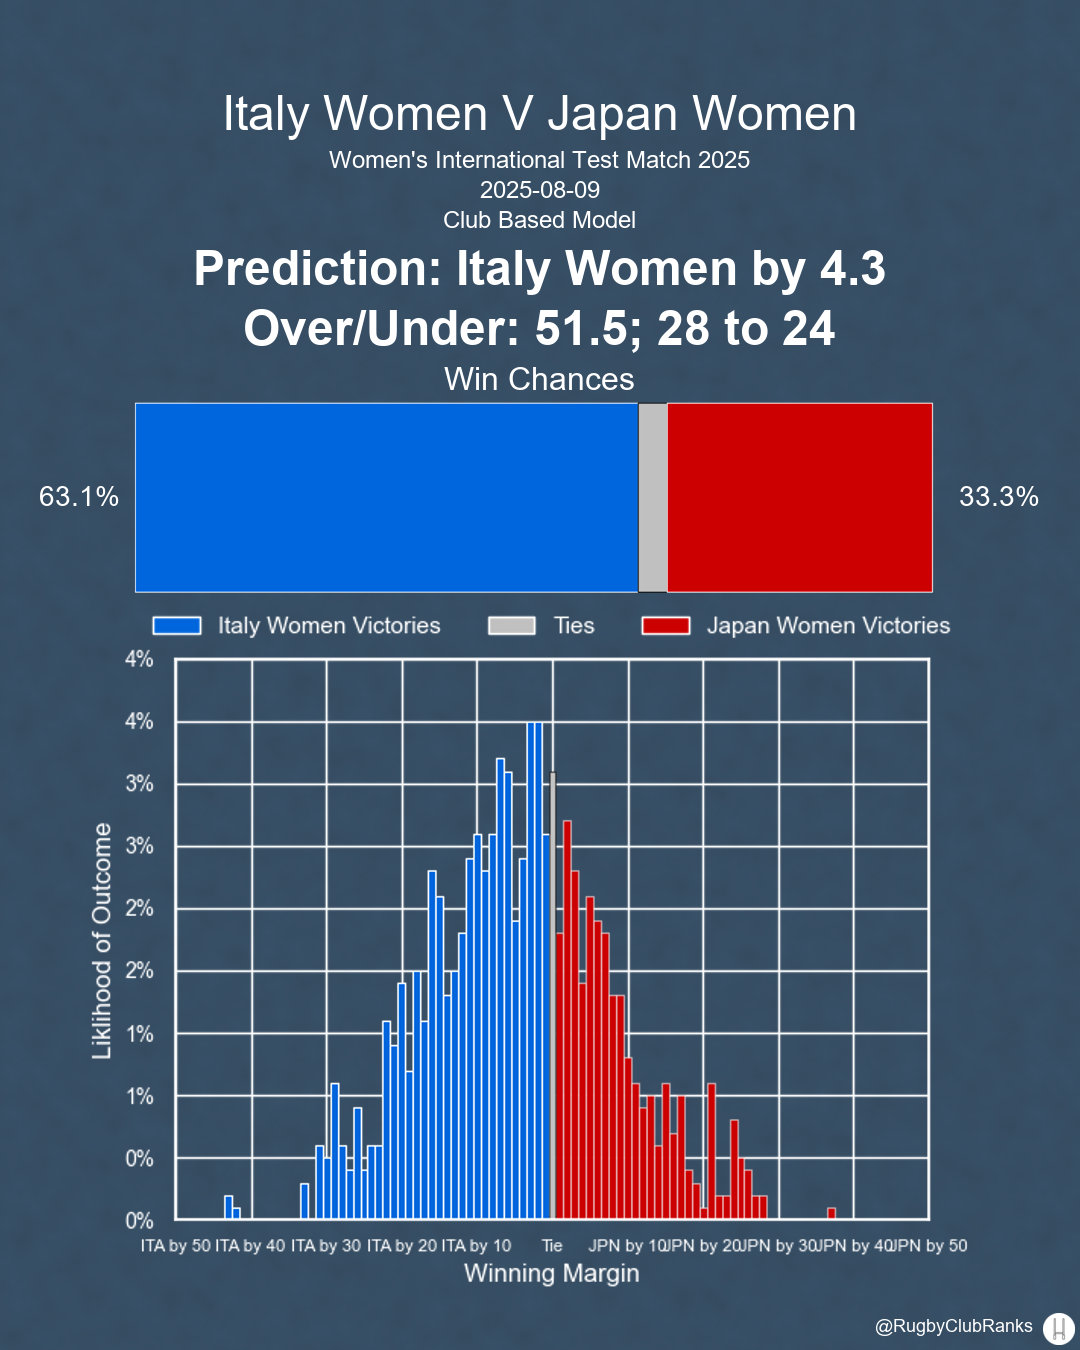 Italy Women V Japan Women
Women's International Test Match 2025
2025-08-09
Club Based Model
Prediction: Italy Women by 4.3
Over/Under: 51.5; 28 to 24
Win Chances
63.1%
33.3%
Italy Women Victories Ties Japan Women Victories
4%
4%
3%
3%
2%
2%
1%
1%
0%
0%
Liklihood of Outcome
ITA by 50 ITA by 40 ITA by 30 ITA by 20 ITA by 10 Tie JPN by 10 JPN by 20 JPN by 30 JPN by 40 JPN by 50
Winning Margin
@RugbyClubRanks